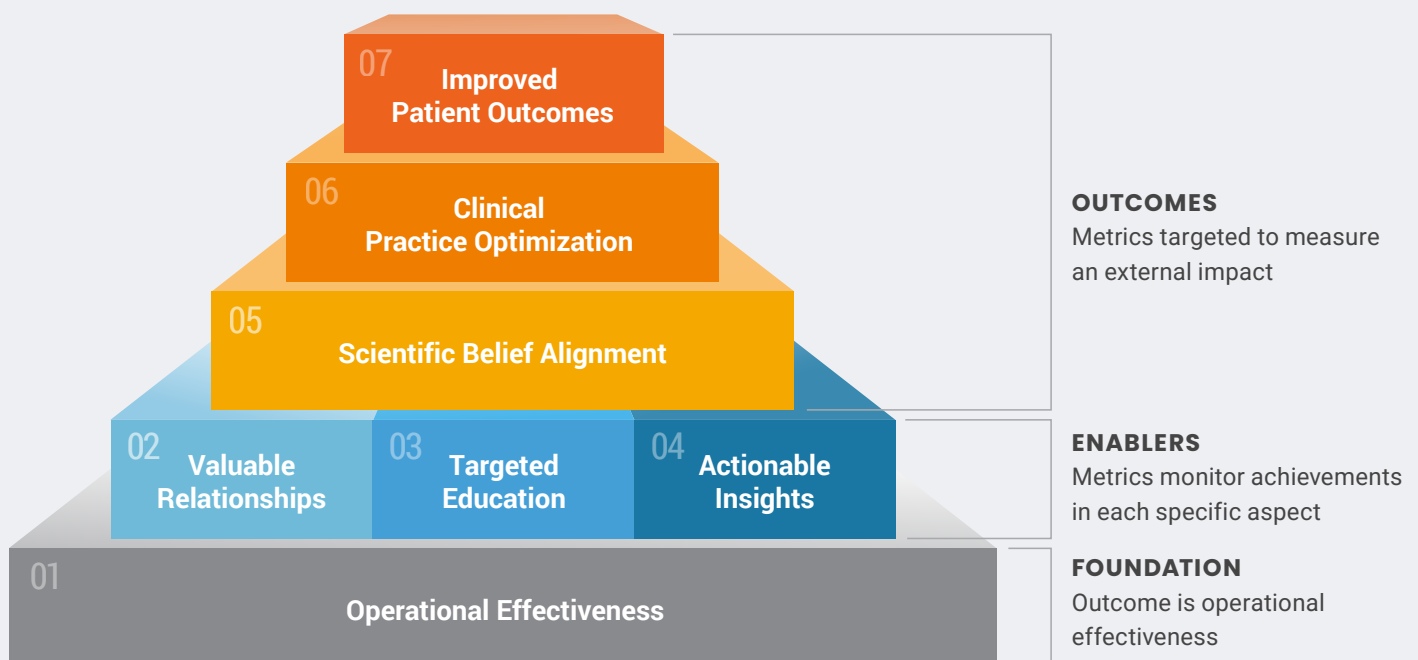 07
Improved
Patient Outcomes
06
Clinical
Practice Optimization
05
Scientific Belief Alignment
02
Valuable
Relationships
03
Targeted
Education
04
Actionable
Insights
01
Operational Effectiveness
OUTCOMES
Metrics targeted to measure
an external impact
ENABLERS
Metrics monitor achievements
in each specific aspect
FOUNDATION
Outcome is operational
effectiveness